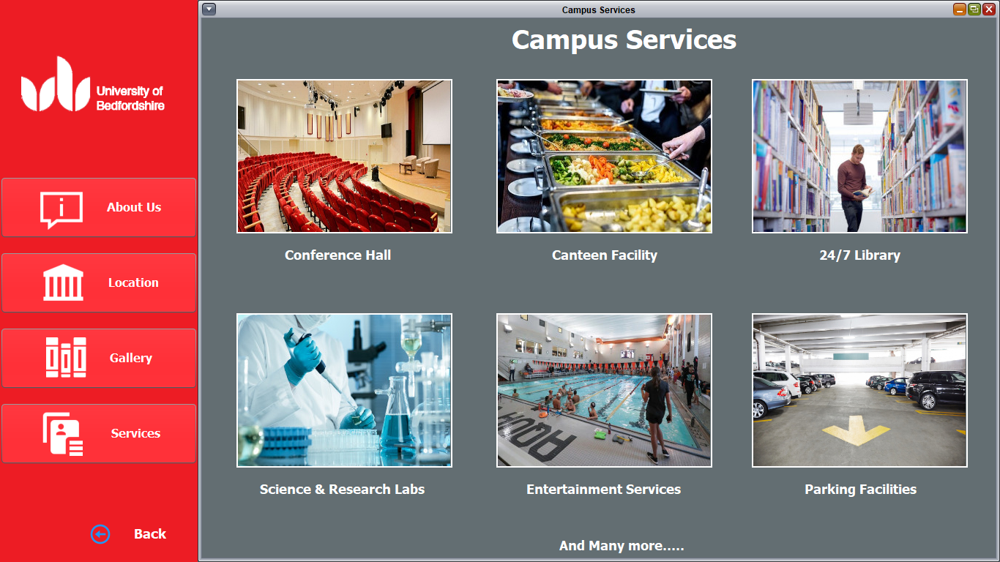 University of
Bedfordshire
About Us
Location
Gallery
Services
Back
Campus Services
Campus Services
Conference Hall
Canteen Facility
24/7 Library
AQUA
Science & Research Labs
Entertainment Services
Parking Facilities
And Many more.....